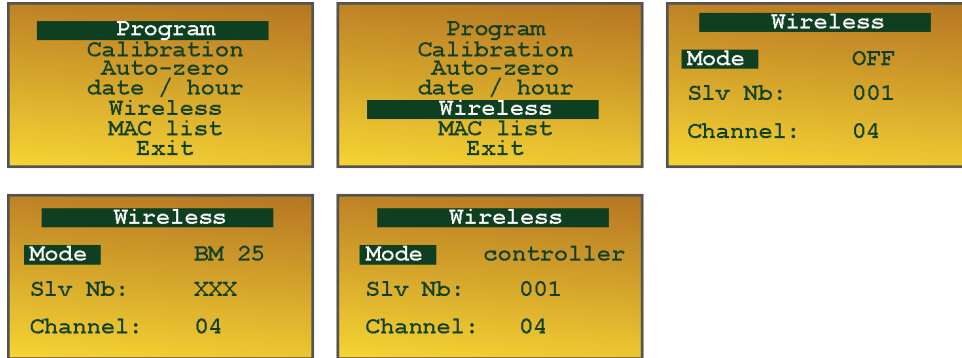 Program
Calibration
Auto-zero
date / hour
Wireless
MAC list
Exit
Program
Calibration
Auto-zero
date / hour
Wireless
MAC list
Exit
Wireless
Mode OFF
Slv Nb: 001
Channel: 04
Wireless
Mode BM 25
Slv Nb: XXX
Channel: 04
Wireless
Mode controller
Slv Nb: 001
Channel: 04